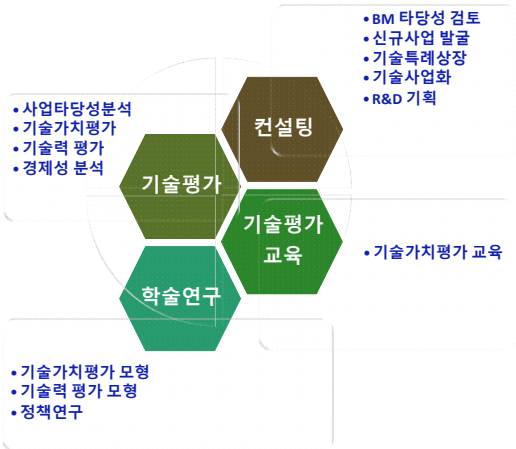 • BM 타당성 검토
• 신규사업 발굴
• 기술특례상장
• 기술사업화
• R&D 기획
컨설팅
• 사업타당성분석
• 기술가치평가
• 기술력 평가
• 경제성 분석
기술평가
기술평가
교육
• 기술가치평가 교육
학술연구
• 기술가치평가 모형
• 기술력 평가 모형
• 정책연구